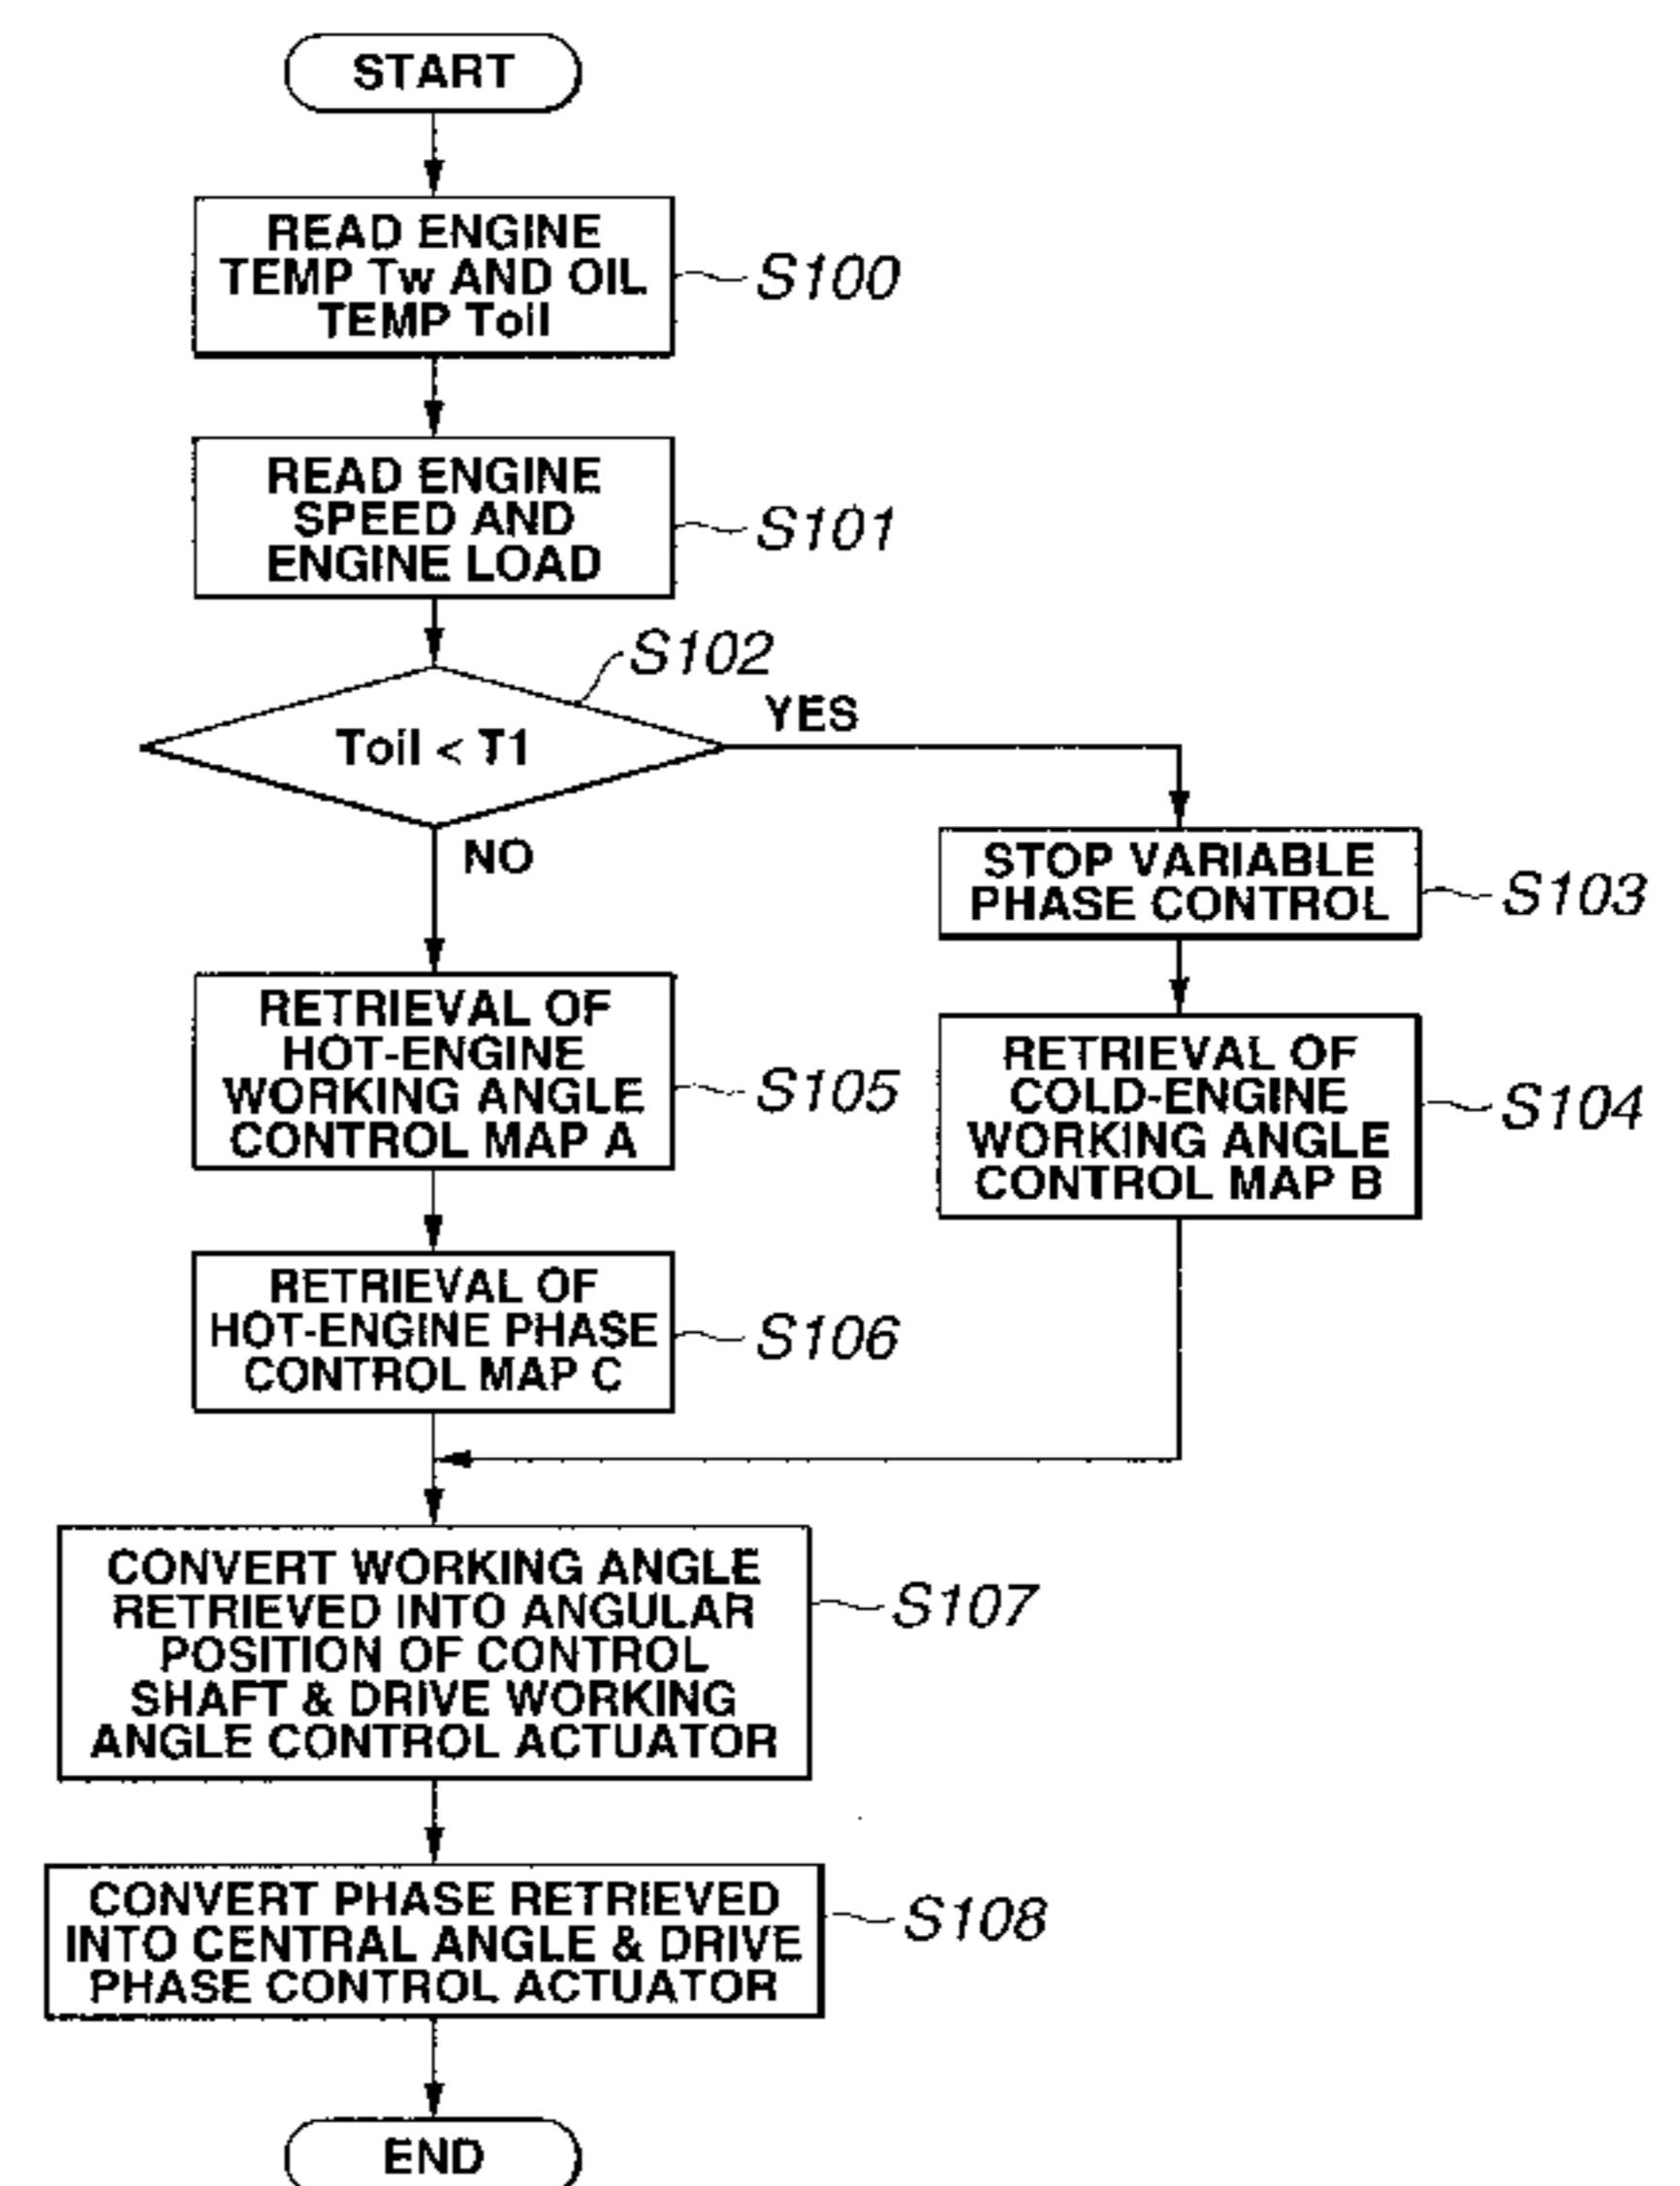 START
READ ENGINE
TEMP Tw AND OIL
TEMP Toil
S100
READ ENGINE
SPEED AND
ENGINE LOAD
S101
S102
Toil < T1
YES
NO
STOP VARIABLE
PHASE CONTROL
S103
RETRIEVAL OF
COLD-ENGINE
WORKING ANGLE
CONTROL MAP B
S104
RETRIEVAL OF
HOT-ENGINE
WORKING ANGLE
CONTROL MAP A
S105
RETRIEVAL OF
HOT-ENGINE PHASE
CONTROL MAP C
S106
CONVERT WORKING ANGLE
RETRIEVED INTO ANGULAR
POSITION OF CONTROL
SHAFT & DRIVE WORKING
ANGLE CONTROL ACTUATOR
S107
CONVERT PHASE RETRIEVED
INTO CENTRAL ANGLE & DRIVE
PHASE CONTROL ACTUATOR
S108
END